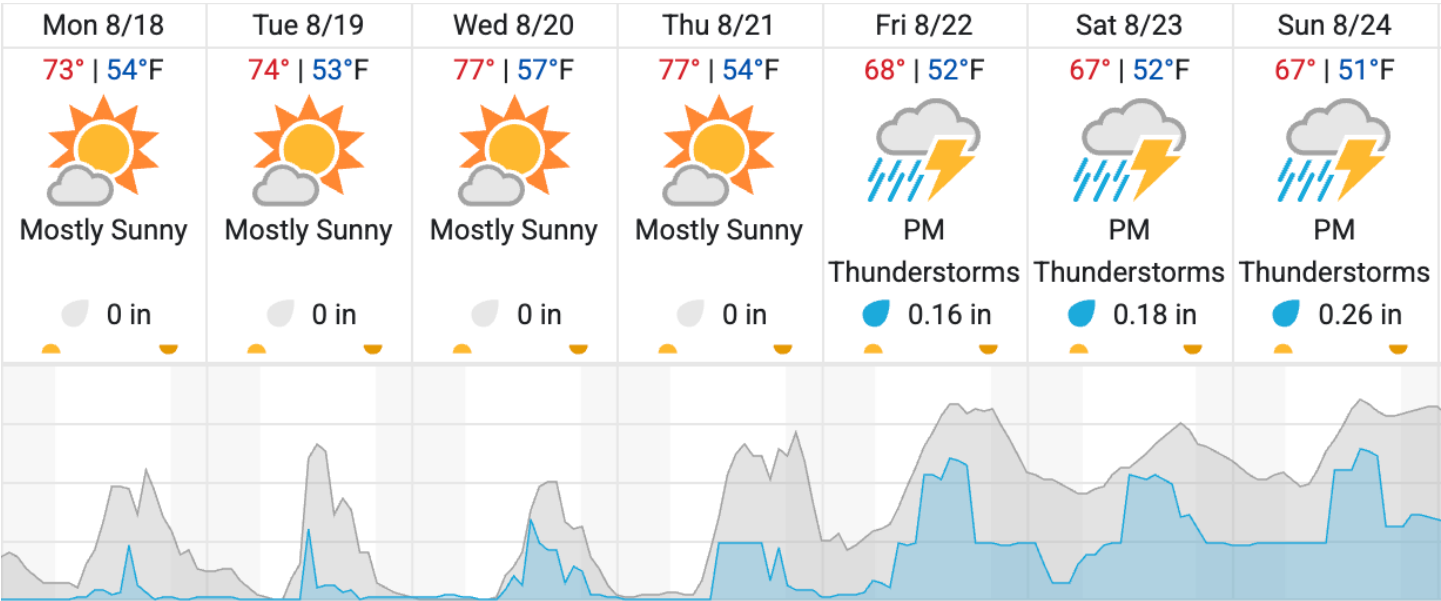 Mon 8/18 Tue 8/19 Wed 8/20 Thu 8/21 Fri 8/22 Sat 8/23 Sun 8/24
73° | 54°F 74° | 53°F 77° | 57°F 77° | 54°F 68° | 52°F 67° | 52°F 67° | 51°F
Mostly Sunny Mostly Sunny Mostly Sunny Mostly Sunny PM PM PM
Thunderstorms Thunderstorms Thunderstorms
0 in 0 in 0 in 0 in 0.16 in 0.18 in 0.26 in